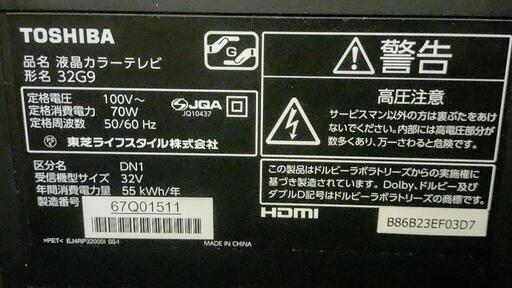 TOSHIBA
品名 液晶カラーテレビ
形名 32G9
G
定格電圧 100V～
定格消費電力 70W
定格周波数 50/60 Hz
JQA
JQ10437
東芝ライフスタイル株式会社
区分名 DN1
受信機型サイズ 32V
年間消費電力量 55 kWh/年
製造番号
67Q01511
>PET< EJ4RP32000I GG-I
MADE IN CHINA
警告
高圧注意
サービスマン以外の方は裏ぶたをあけ
ないでください。内部には高電圧部分が
数多くあり、万一さわると危険です。
この製品はドルビーラボラトリーズからの実施権に
基づき製造されています。Dolby、ドルビー及び
ダブルD記号はドルビーラボラトリーズの商標です。
HDMI
B86B23EF03D7